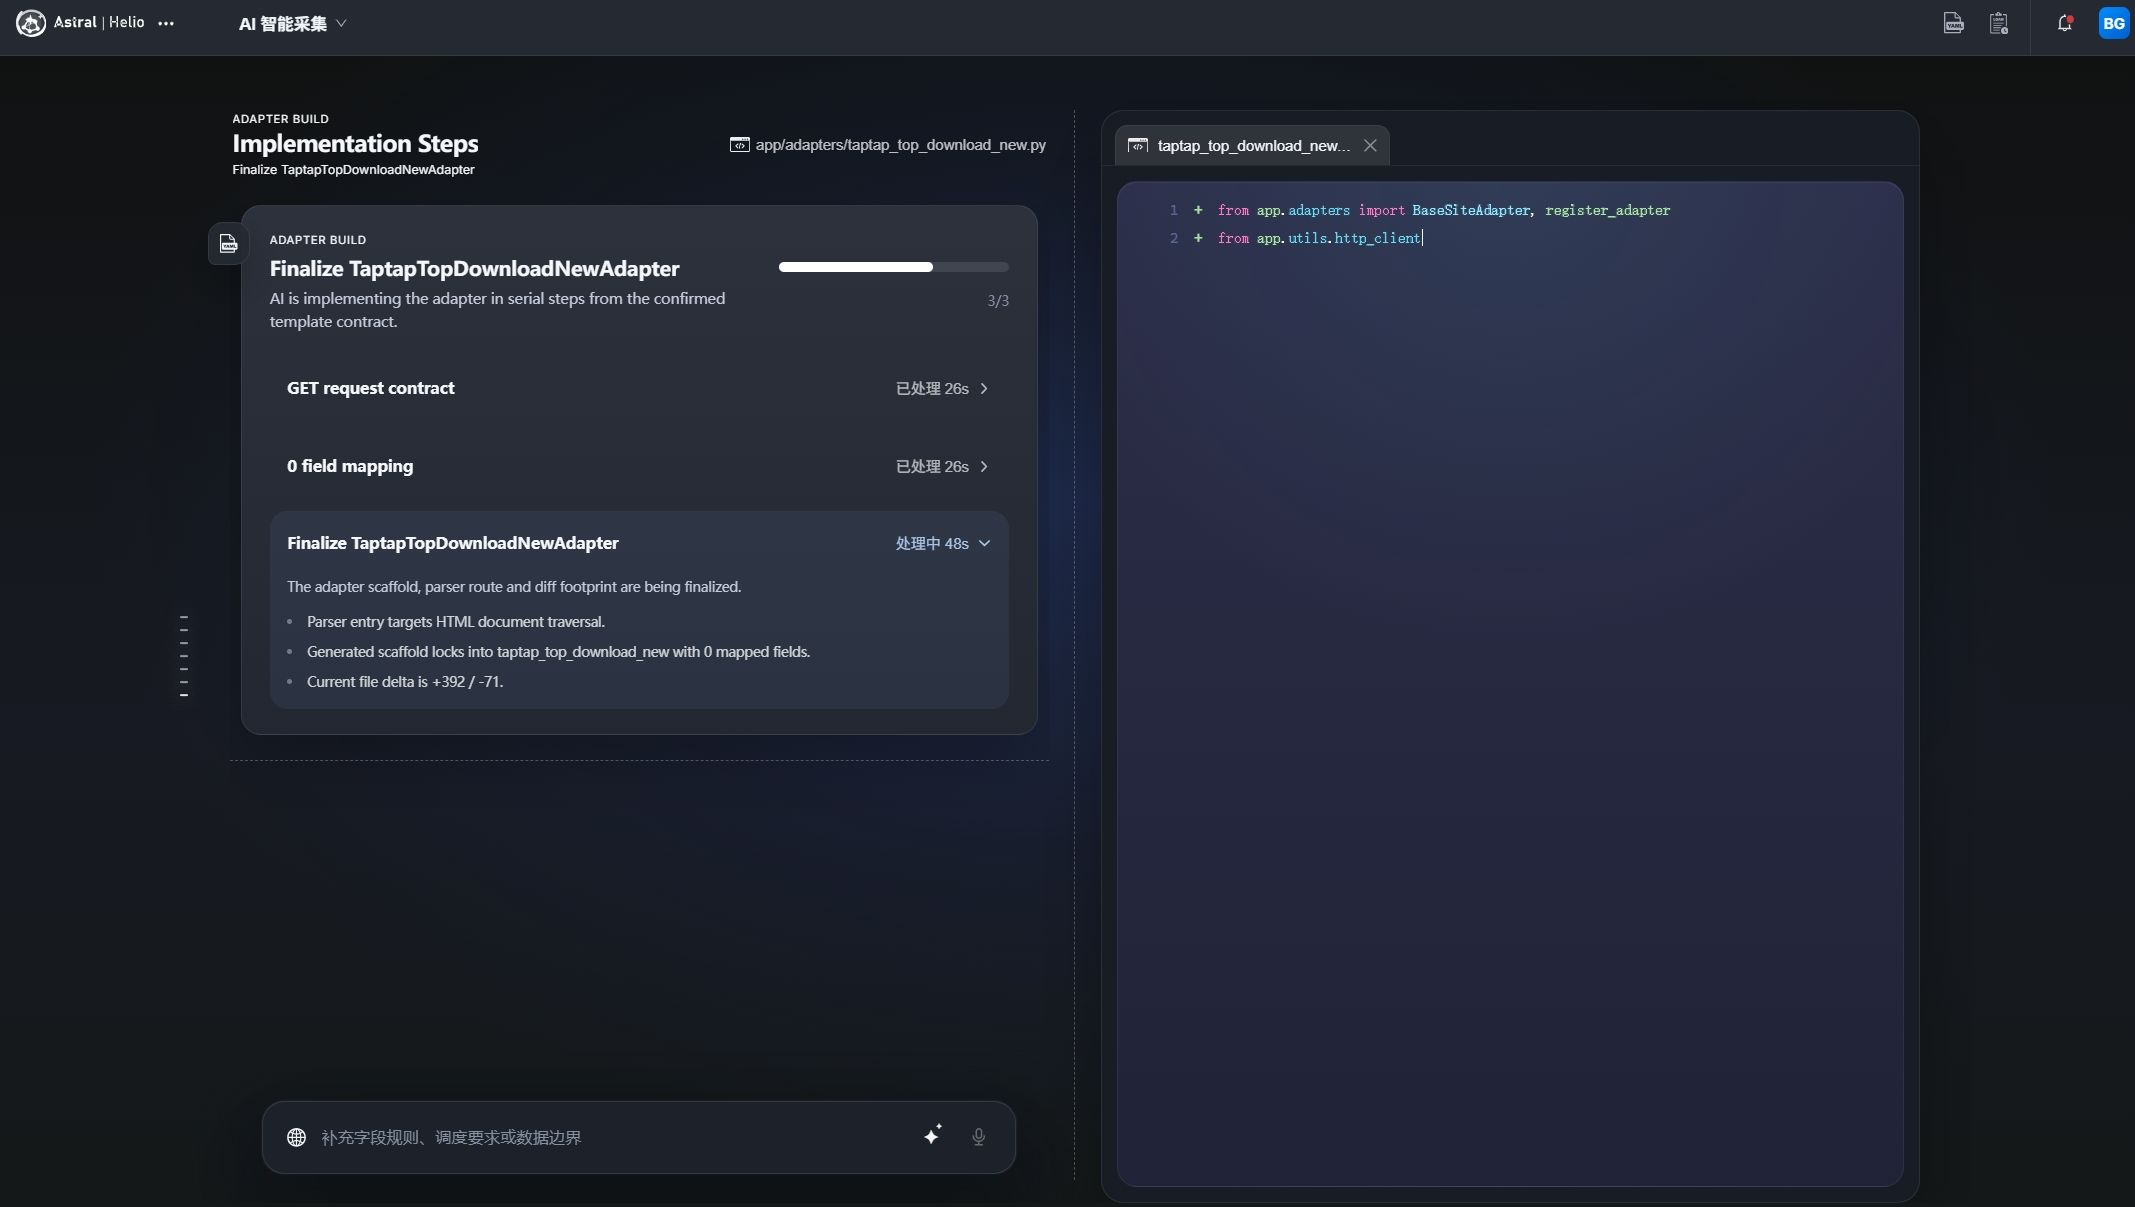 Astral | Helio ···
AI 智能采集
BG
ADAPTER BUILD
Implementation Steps
Finalize TaptapTopDownloadNewAdapter
app/adapters/taptap_top_download_new.py
ADAPTER BUILD
Finalize TaptapTopDownloadNewAdapter
AI is implementing the adapter in serial steps from the confirmed
template contract.
3/3
GET request contract
已处理 26s
0 field mapping
已处理 26s
Finalize TaptapTopDownloadNewAdapter
处理中 48s
The adapter scaffold, parser route and diff footprint are being finalized.
• Parser entry targets HTML document traversal.
• Generated scaffold locks into taptap_top_download_new with 0 mapped fields.
• Current file delta is +392 / -71.
补充字段规则、调度要求或数据边界
taptap_top_download_new...
1 + from app.adapters import BaseSiteAdapter, register_adapter
2 + from app.utils.http_client